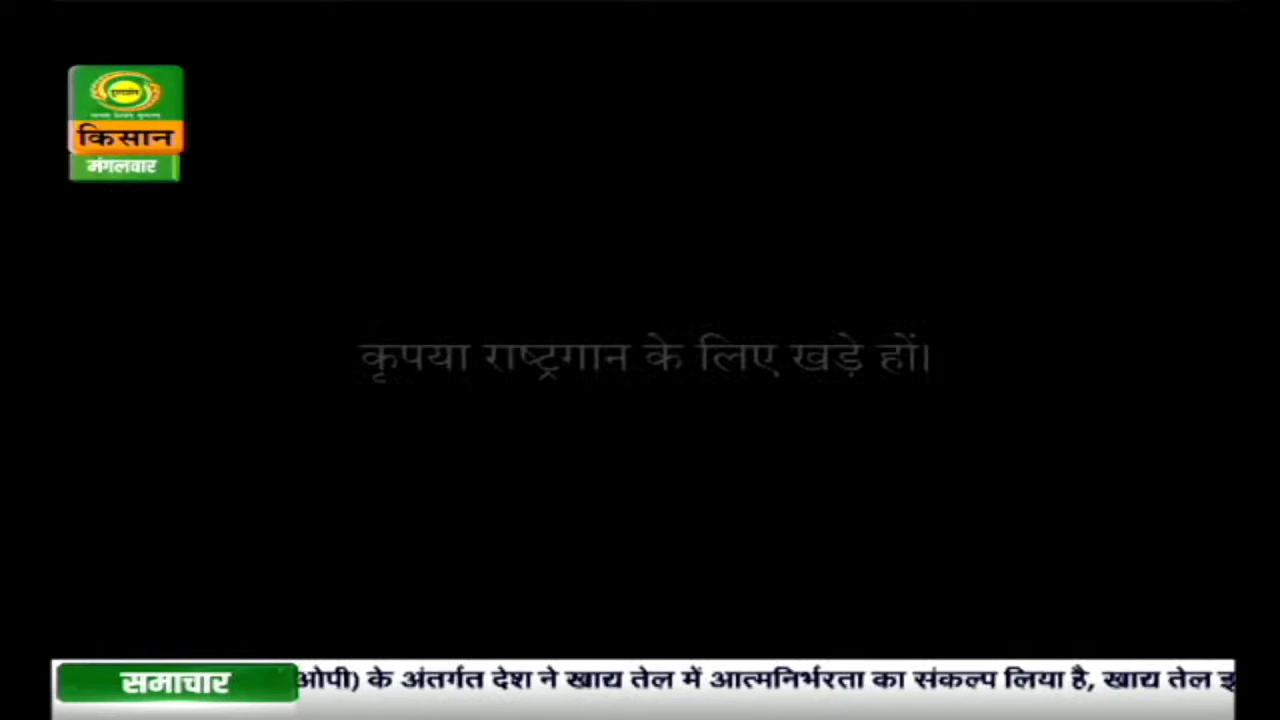 किसान
मंगलवार
कृपया राष्ट्रगान के लिए खड़े हों।
समाचार
ओपी) के अंतर्गत देश ने खाद्य तेल में आत्मनिर्भरता का संकल्प लिया है, खाद्य तेल इ